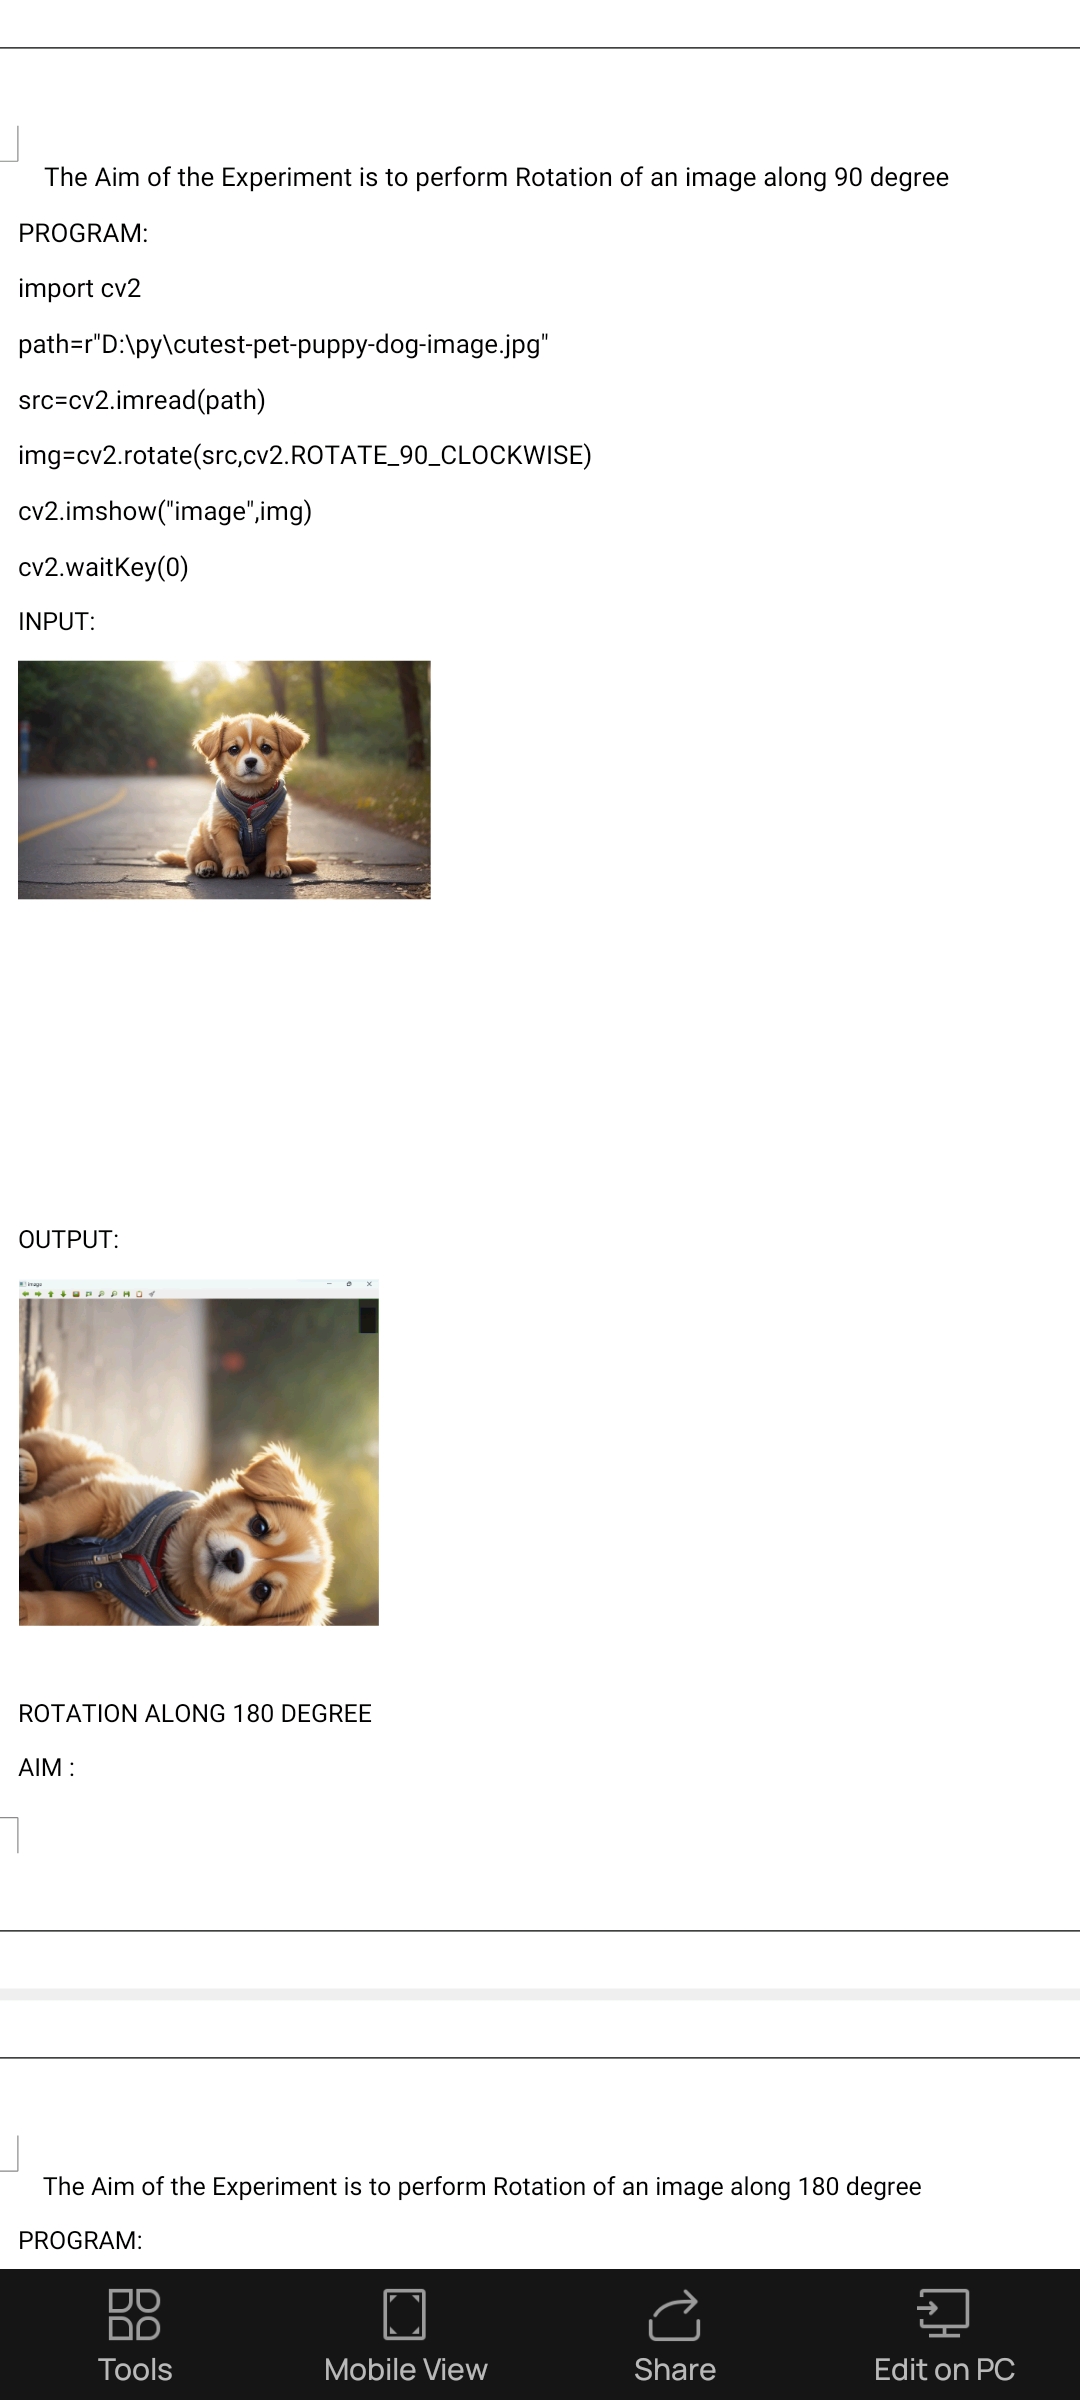 The Aim of the Experiment is to perform Rotation of an image along 90 degree
PROGRAM:
import cv2
path=r"D:\py\cutest-pet-puppy-dog-image.jpg"
src=cv2.imread(path)
img=cv2.rotate(src,cv2.ROTATE_90_CLOCKWISE)
cv2.imshow("image",img)
cv2.waitKey(0)
INPUT:
OUTPUT:
image
ROTATION ALONG 180 DEGREE
AIM :
The Aim of the Experiment is to perform Rotation of an image along 180 degree
PROGRAM:
Tools
Mobile View
Share
Edit on PC